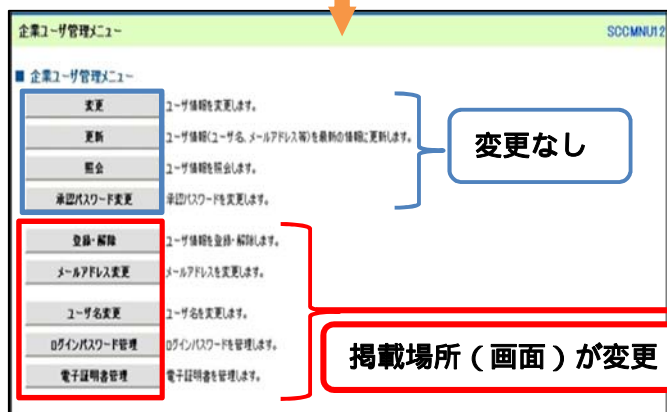 企業ユーザ管理メニュー SCCMNU12
■ 企業ユーザ管理メニュー
変更 ユーザ情報を変更します。
更新 ユーザ情報(ユーザ名、メールアドレス等)を最新の情報に更新します。
照会 ユーザ情報を照会します。
承認パスワード変更 承認パスワードを変更します。
変更なし
登録・解除 ユーザ情報を登録・解除します。
メールアドレス変更 メールアドレスを変更します。
ユーザ名変更 ユーザ名を変更します。
ログインパスワード管理 ログインパスワードを管理します。
電子証明書管理 電子証明書を管理します。
掲載場所(画面)が変更